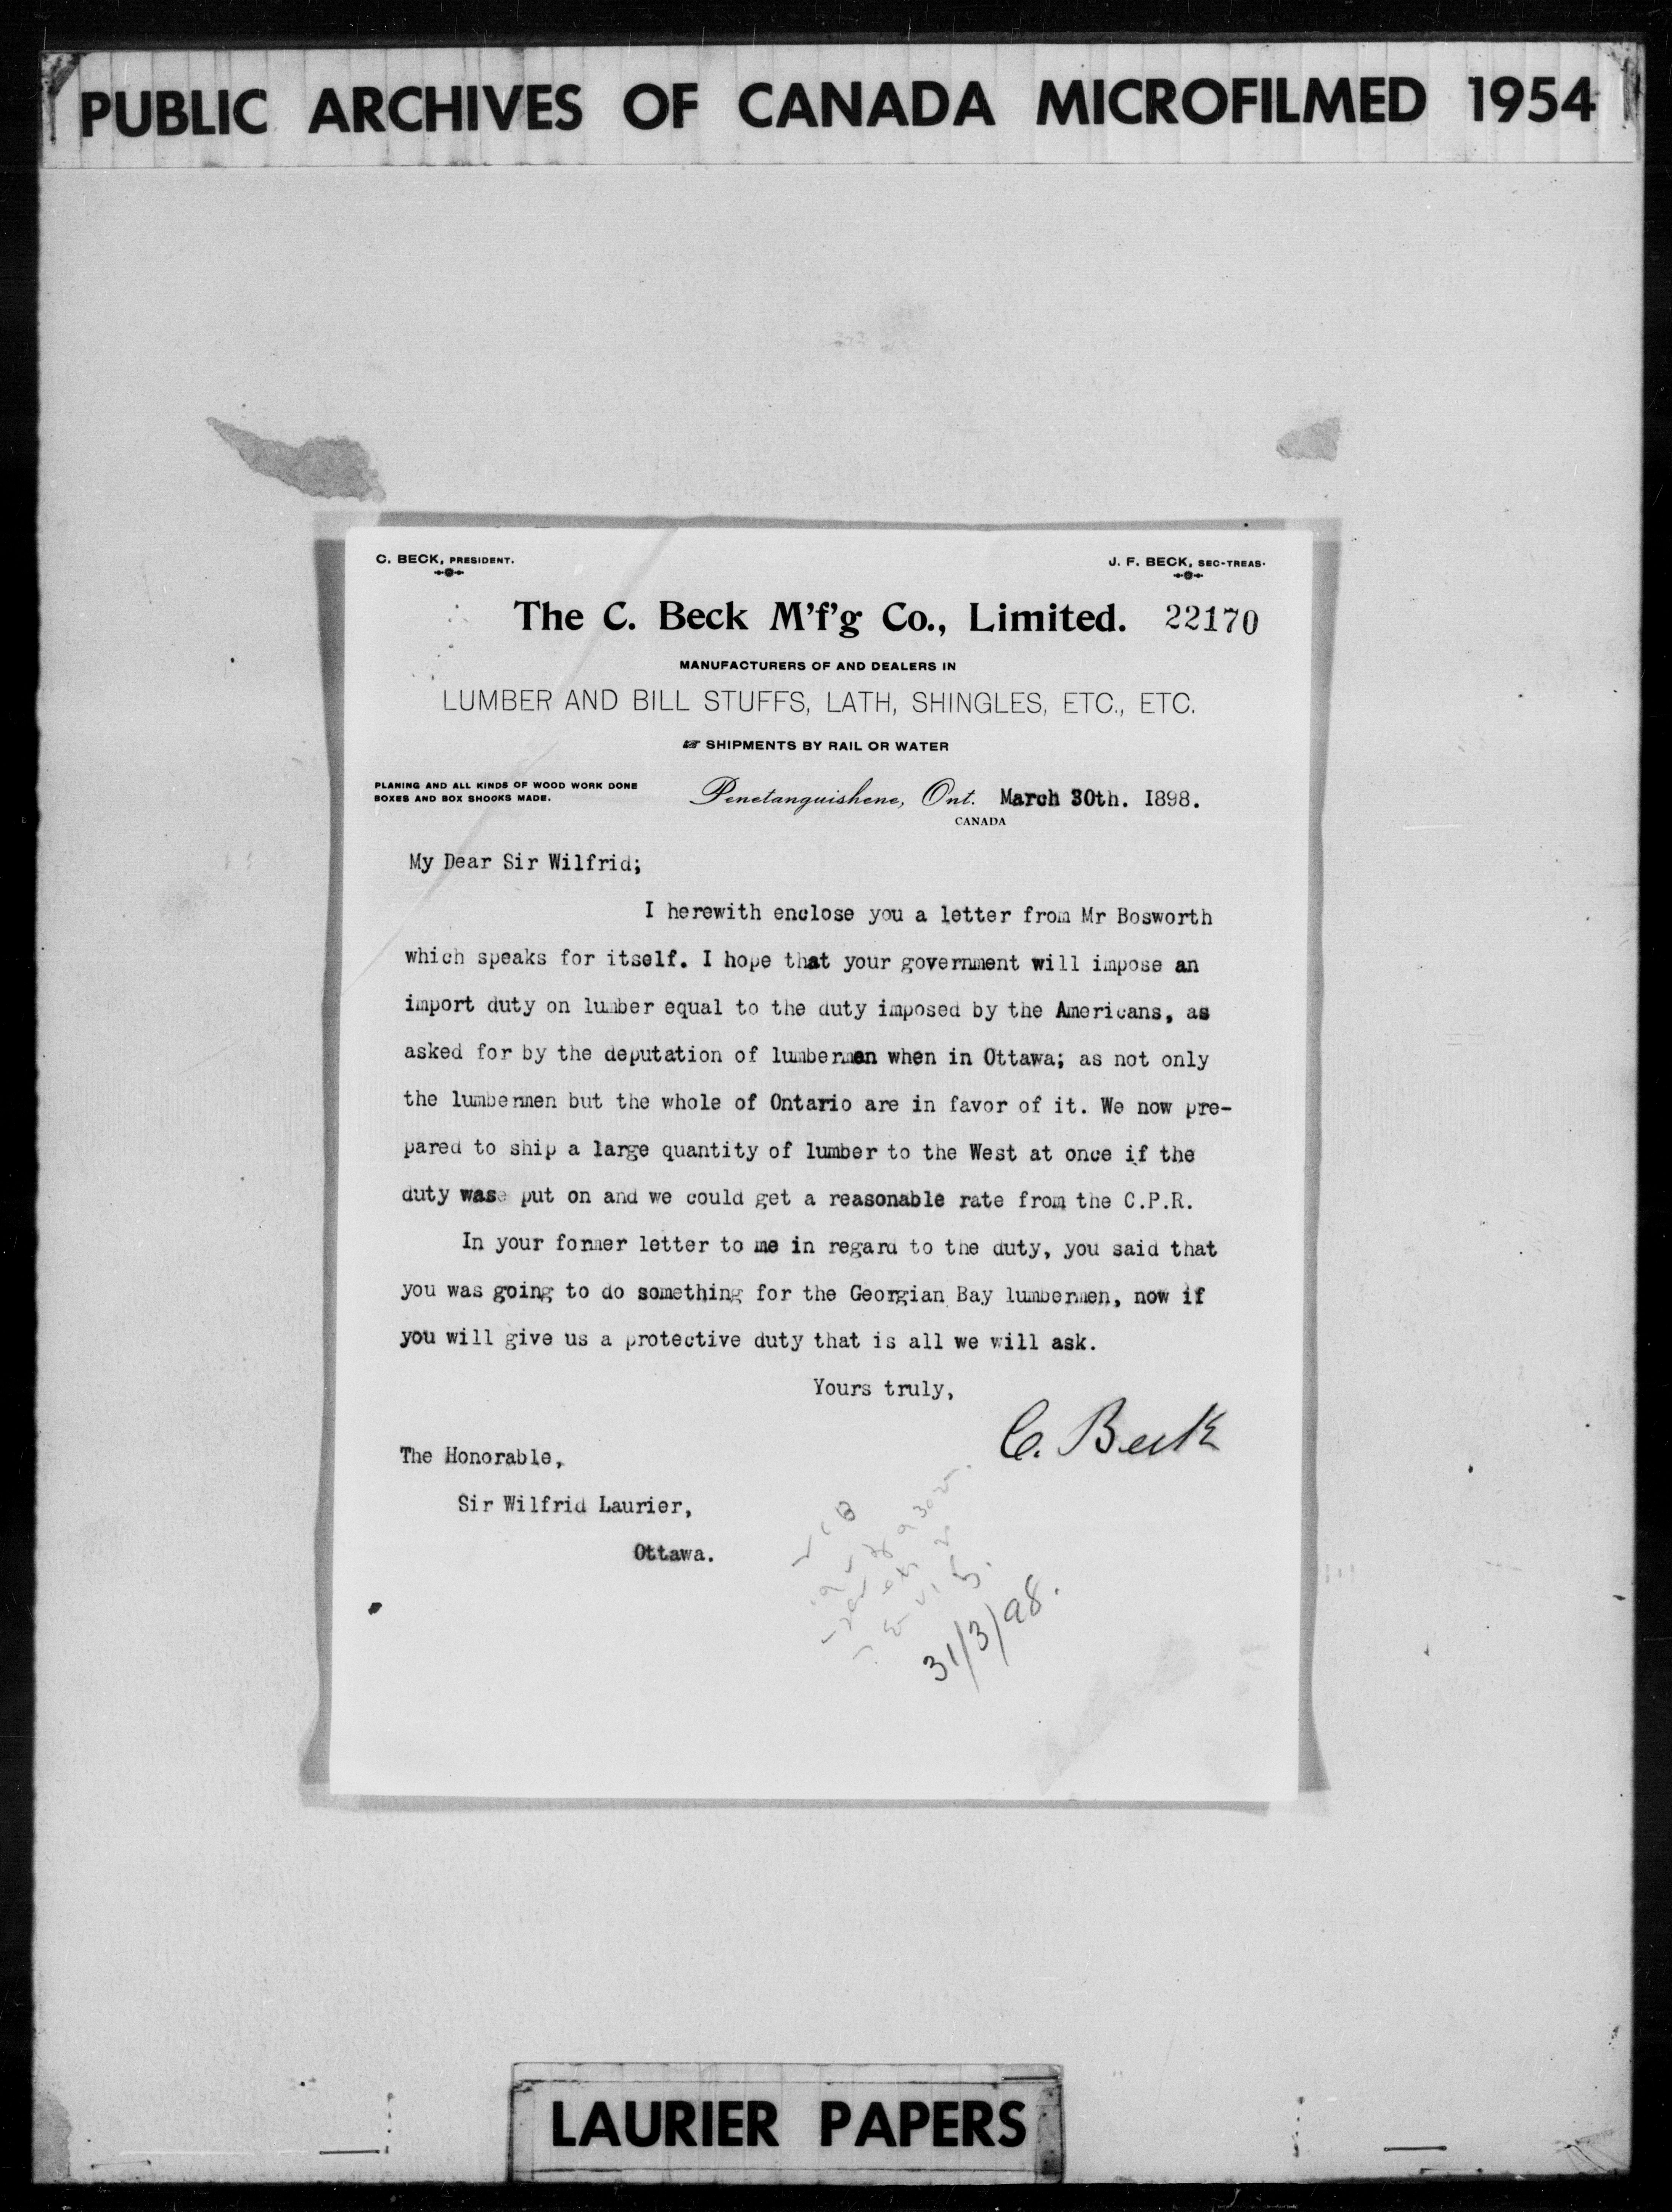 PUBLIC ARCHIVES OF CANADA MICROFILMED 1954
C. BECK, PRESIDENT.
J. F. BECK, SEC-TREAS.
The C. Beck M'f'g Co., Limited. 22170
MANUFACTURERS OF AND DEALERS IN
LUMBER AND BILL STUFFS, LATH, SHINGLES, ETC., ETC.
☞ SHIPMENTS BY RAIL OR WATER
PLANING AND ALL KINDS OF WOOD WORK DONE
BOXES AND BOX SHOOKS MADE.
Penetanguishene, Ont. March 30th. 1898.
CANADA
My Dear Sir Wilfrid;
I herewith enclose you a letter from Mr Bosworth
which speaks for itself. I hope that your government will impose an
import duty on lumber equal to the duty imposed by the Americans, as
asked for by the deputation of lumbermen when in Ottawa; as not only
the lumbermen but the whole of Ontario are in favor of it. We now pre-
pared to ship a large quantity of lumber to the West at once if the
duty wase put on and we could get a reasonable rate from the C.P.R.
In your former letter to me in regard to the duty, you said that
you was going to do something for the Georgian Bay lumbermen, now if
you will give us a protective duty that is all we will ask.
Yours truly,
C. Beck
The Honorable,
Sir Wilfrid Laurier,
Ottawa.
31/3/98.
LAURIER PAPERS